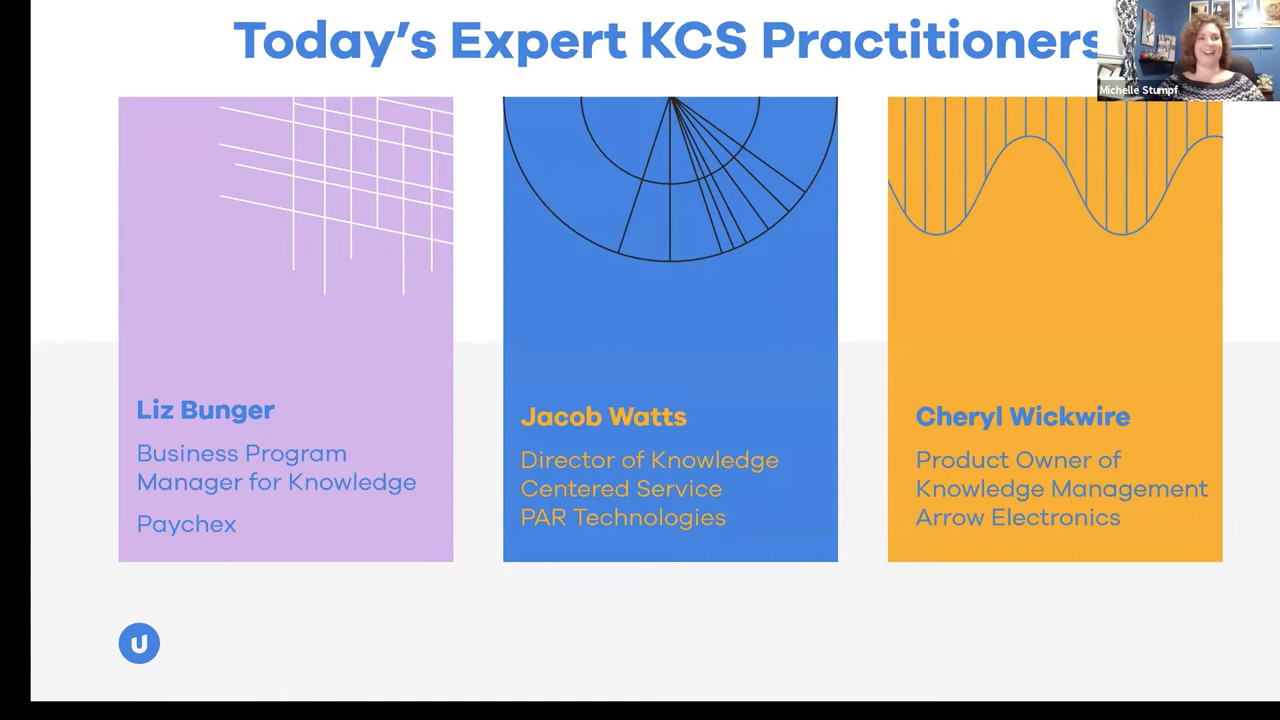 Today's Expert KCS Practitioners
Michelle Stumpf
Liz Bunger
Business Program
Manager for Knowledge
Paychex
Jacob Watts
Director of Knowledge
Centered Service
PAR Technologies
Cheryl Wickwire
Product Owner of
Knowledge Management
Arrow Electronics
u